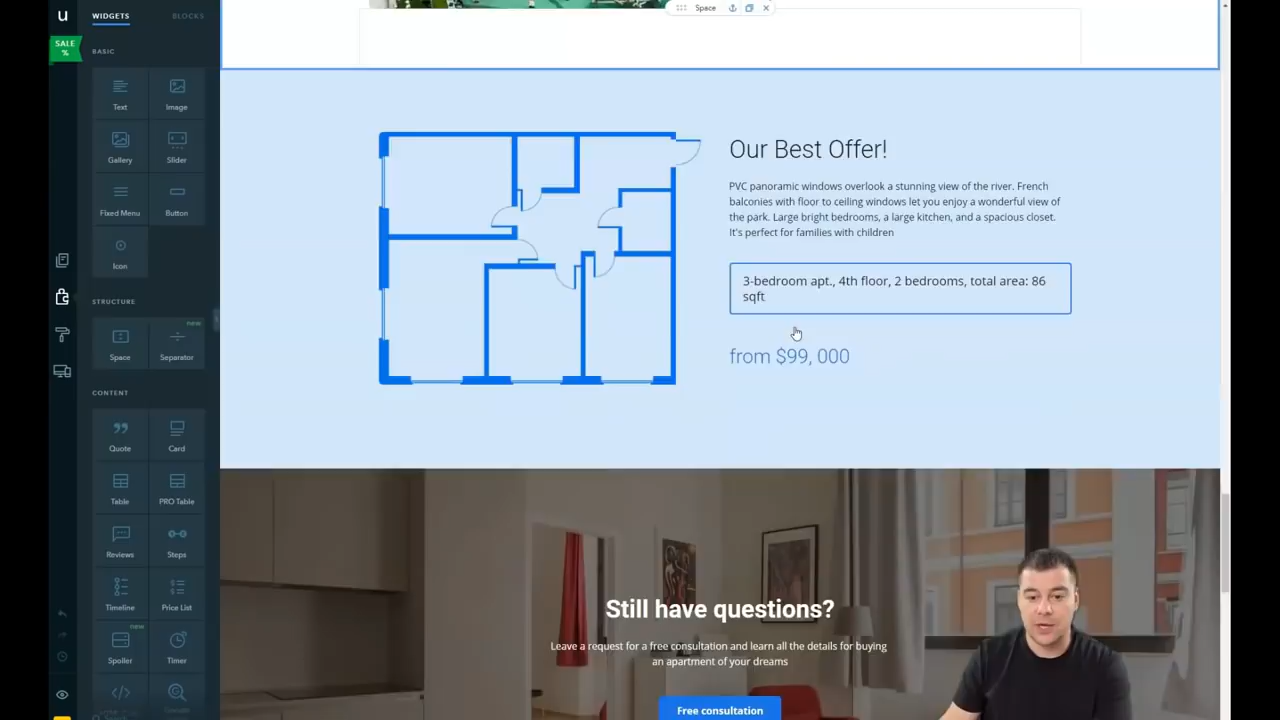 u
WIDGETS
BLOCKS
Space
SALE
%
BASIC
Text
Image
Gallery
Slider
Fixed Menu
Button
Icon
STRUCTURE
new
Space
Separator
CONTENT
Quote
Card
Table
PRO Table
Reviews
Steps
Timeline
Price List
new
Spoiler
Timer
Our Best Offer!
PVC panoramic windows overlook a stunning view of the river. French
balconies with floor to ceiling windows let you enjoy a wonderful view of
the park. Large bright bedrooms, a large kitchen, and a spacious closet.
It's perfect for families with children
3-bedroom apt., 4th floor, 2 bedrooms, total area: 86
sqft
from $99, 000
Still have questions?
Leave a request for a free consultation and learn all the details for buying
an apartment of your dreams
Free consultation